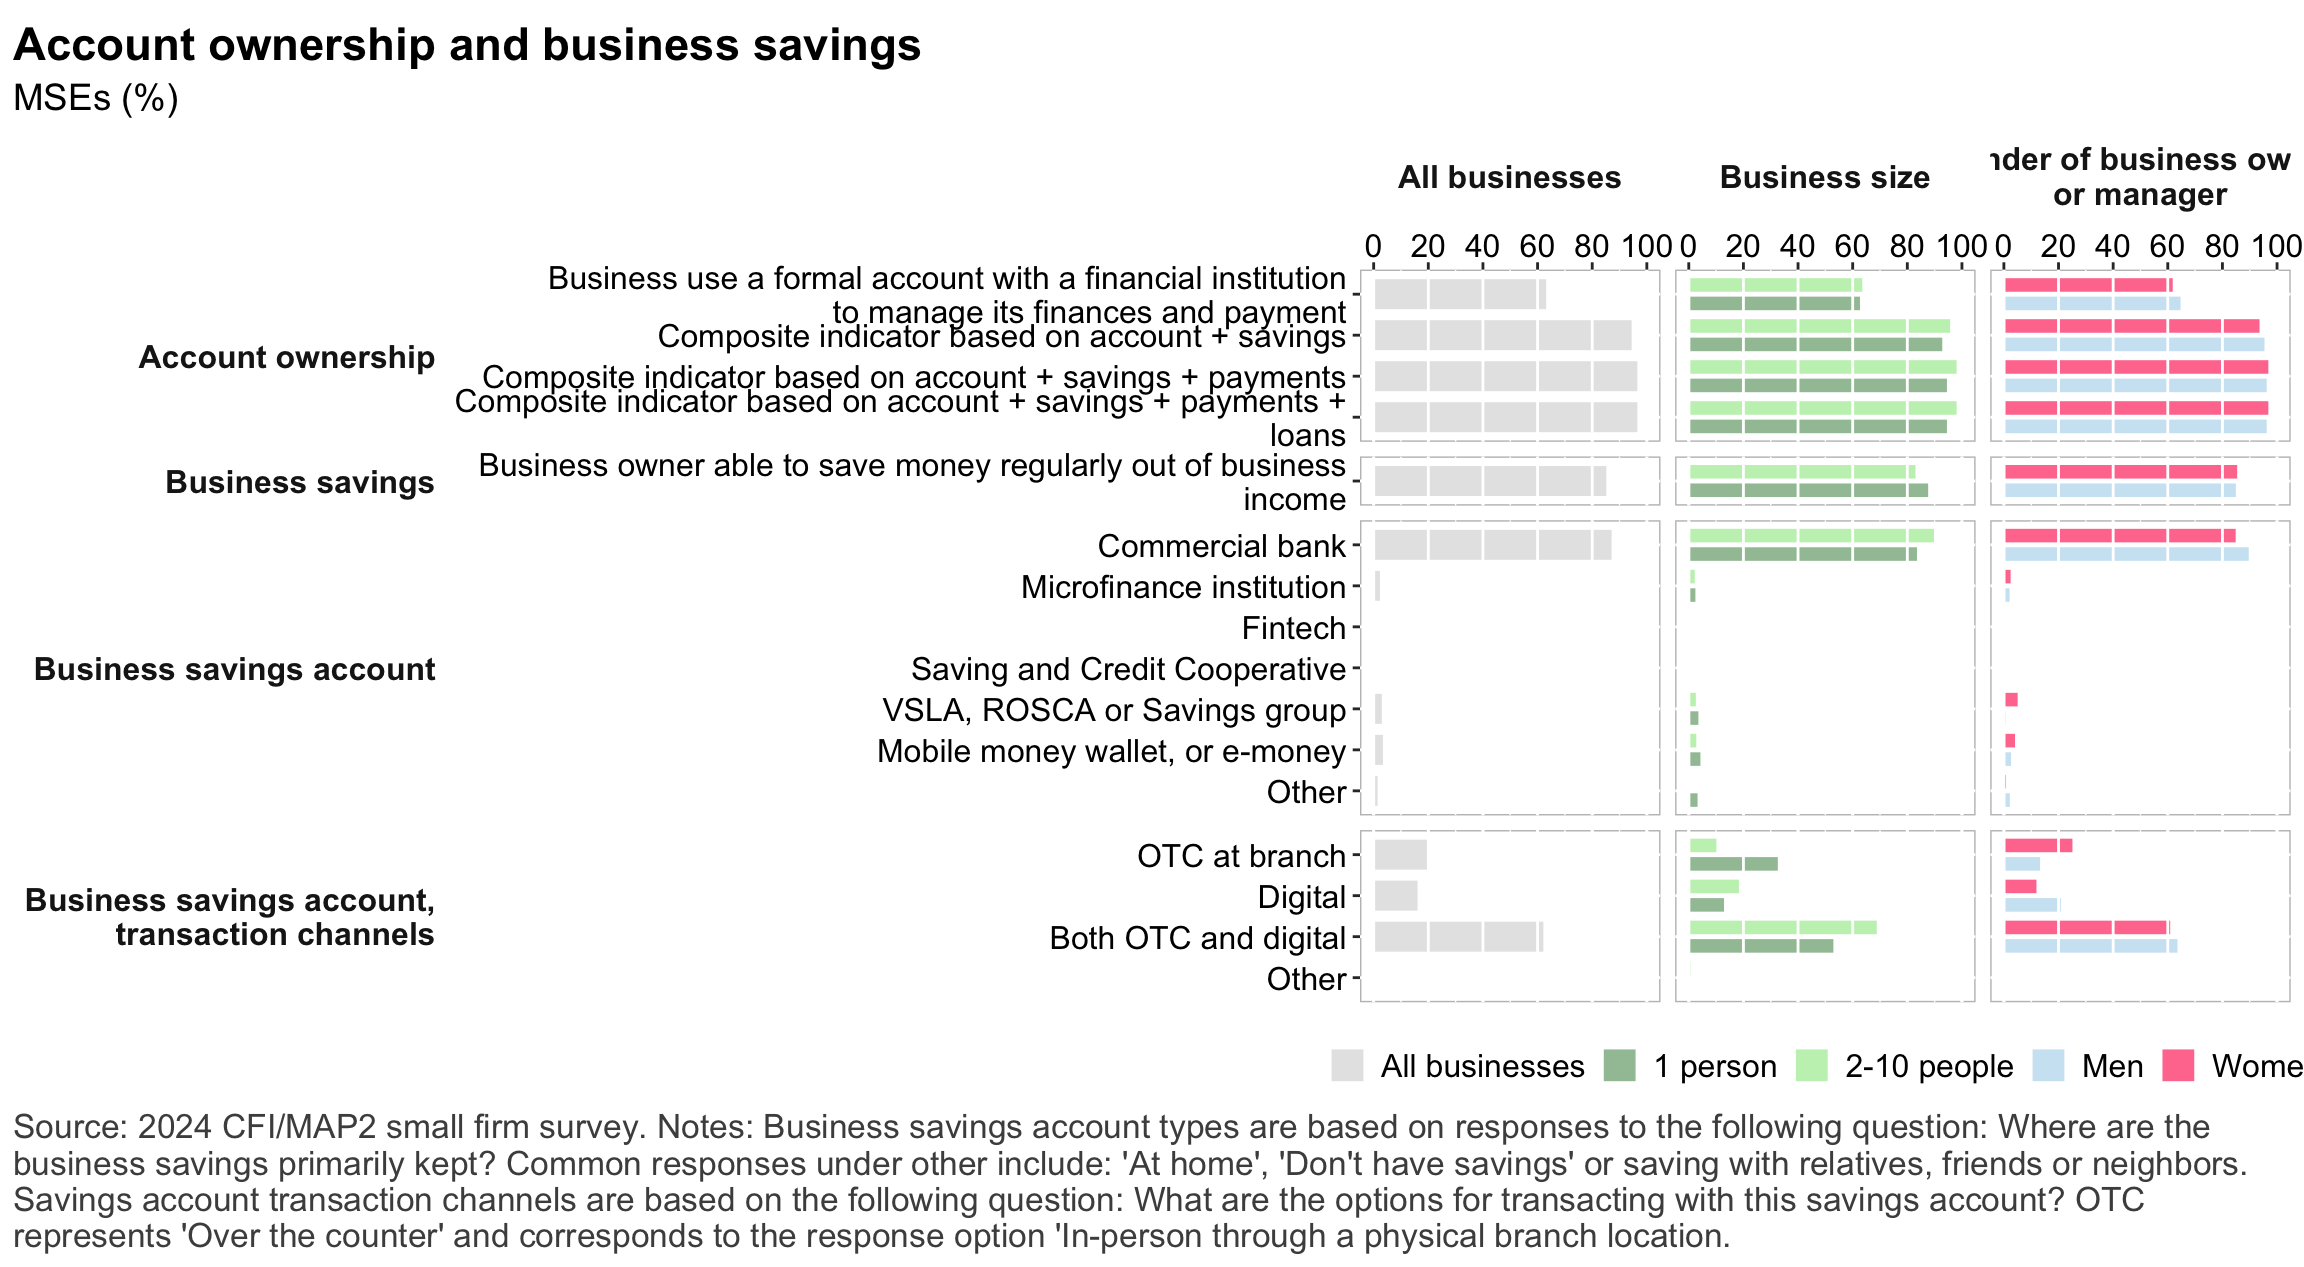 Account ownership and business savings
MSEs (%)
All businesses
Business size
nder of business ow
or manager
0 20 40 60 80 100 0 20 40 60 80 100 0 20 40 60 80 100
Account ownership
Business use a formal account with a financial institution
to manage its finances and payment
Composite indicator based on account + savings
Composite indicator based on account + savings + payments
Composite indicator based on account + savings + payments +
loans
Business savings
Business owner able to save money regularly out of business
income
Business savings account
Commercial bank
Microfinance institution
Fintech
Saving and Credit Cooperative
VSLA, ROSCA or Savings group
Mobile money wallet, or e-money
Other
Business savings account,
transaction channels
OTC at branch
Digital
Both OTC and digital
Other
All businesses 1 person 2-10 people Men Wome
Source: 2024 CFI/MAP2 small firm survey. Notes: Business savings account types are based on responses to the following question: Where are the
business savings primarily kept? Common responses under other include: 'At home', 'Don't have savings' or saving with relatives, friends or neighbors.
Savings account transaction channels are based on the following question: What are the options for transacting with this savings account? OTC
represents 'Over the counter' and corresponds to the response option 'In-person through a physical branch location.